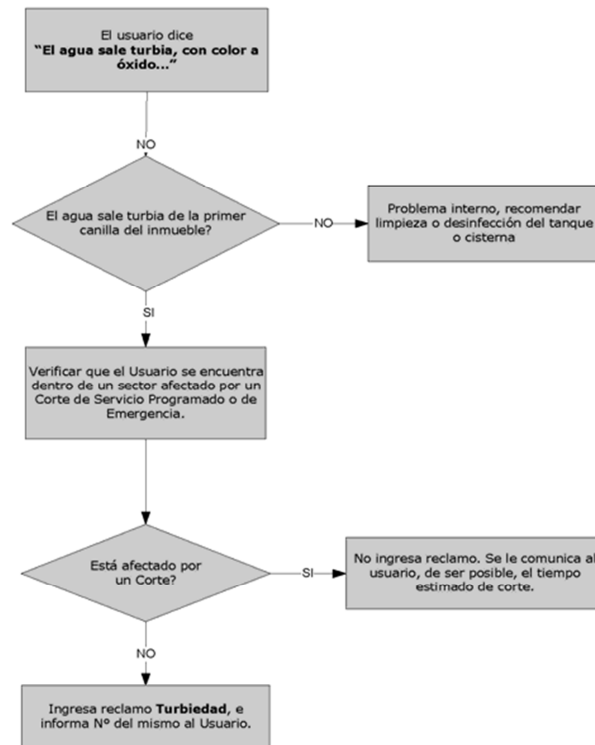 El usuario dice
“El agua sale turbia, con color a
óxido...”
NO
El agua sale turbia de la primer
canilla del inmueble?
NO
Problema interno, recomendar
limpieza o desinfección del tanque
o cisterna
SI
Verificar que el Usuario se encuentra
dentro de un sector afectado por un
Corte de Servicio Programado o de
Emergencia.
Está afectado por
un Corte?
SI
No ingresa reclamo. Se le comunica al
usuario, de ser posible, el tiempo
estimado de corte.
NO
Ingresa reclamo Turbiedad, e
informa Nº del mismo al Usuario.